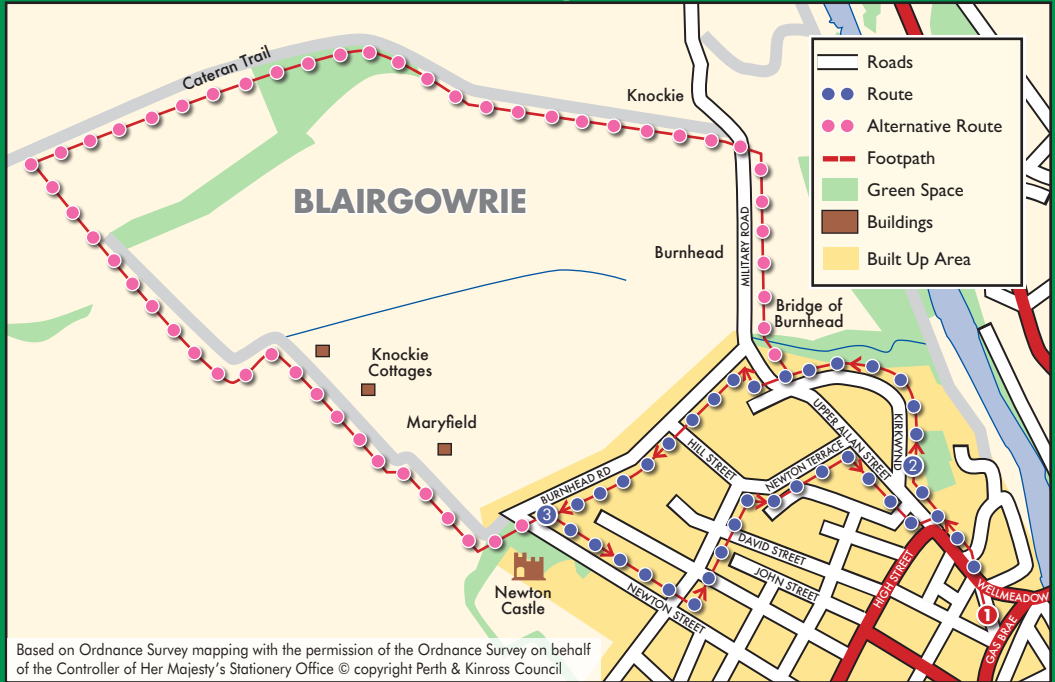 Cateran Trail
Knockie
BLAIRGOWRIE
Burnhead
MILITARY ROAD
Bridge of
Burnhead
Knockie
Cottages
Maryfield
BURNHEAD RD
HILL STREET
NEWTON TERRACE
UPPER ALLAN STREET
KIRKWYND
2
3
DAVID STREET
JOHN STREET
NEWTON STREET
Newton
Castle
HIGH STREET
WELLMEADOW
1
GAS BRAE
Roads
Route
Alternative Route
Footpath
Green Space
Buildings
Built Up Area
Based on Ordnance Survey mapping with the permission of the Ordnance Survey on behalf
of the Controller of Her Majesty's Stationery Office © copyright Perth & Kinross Council